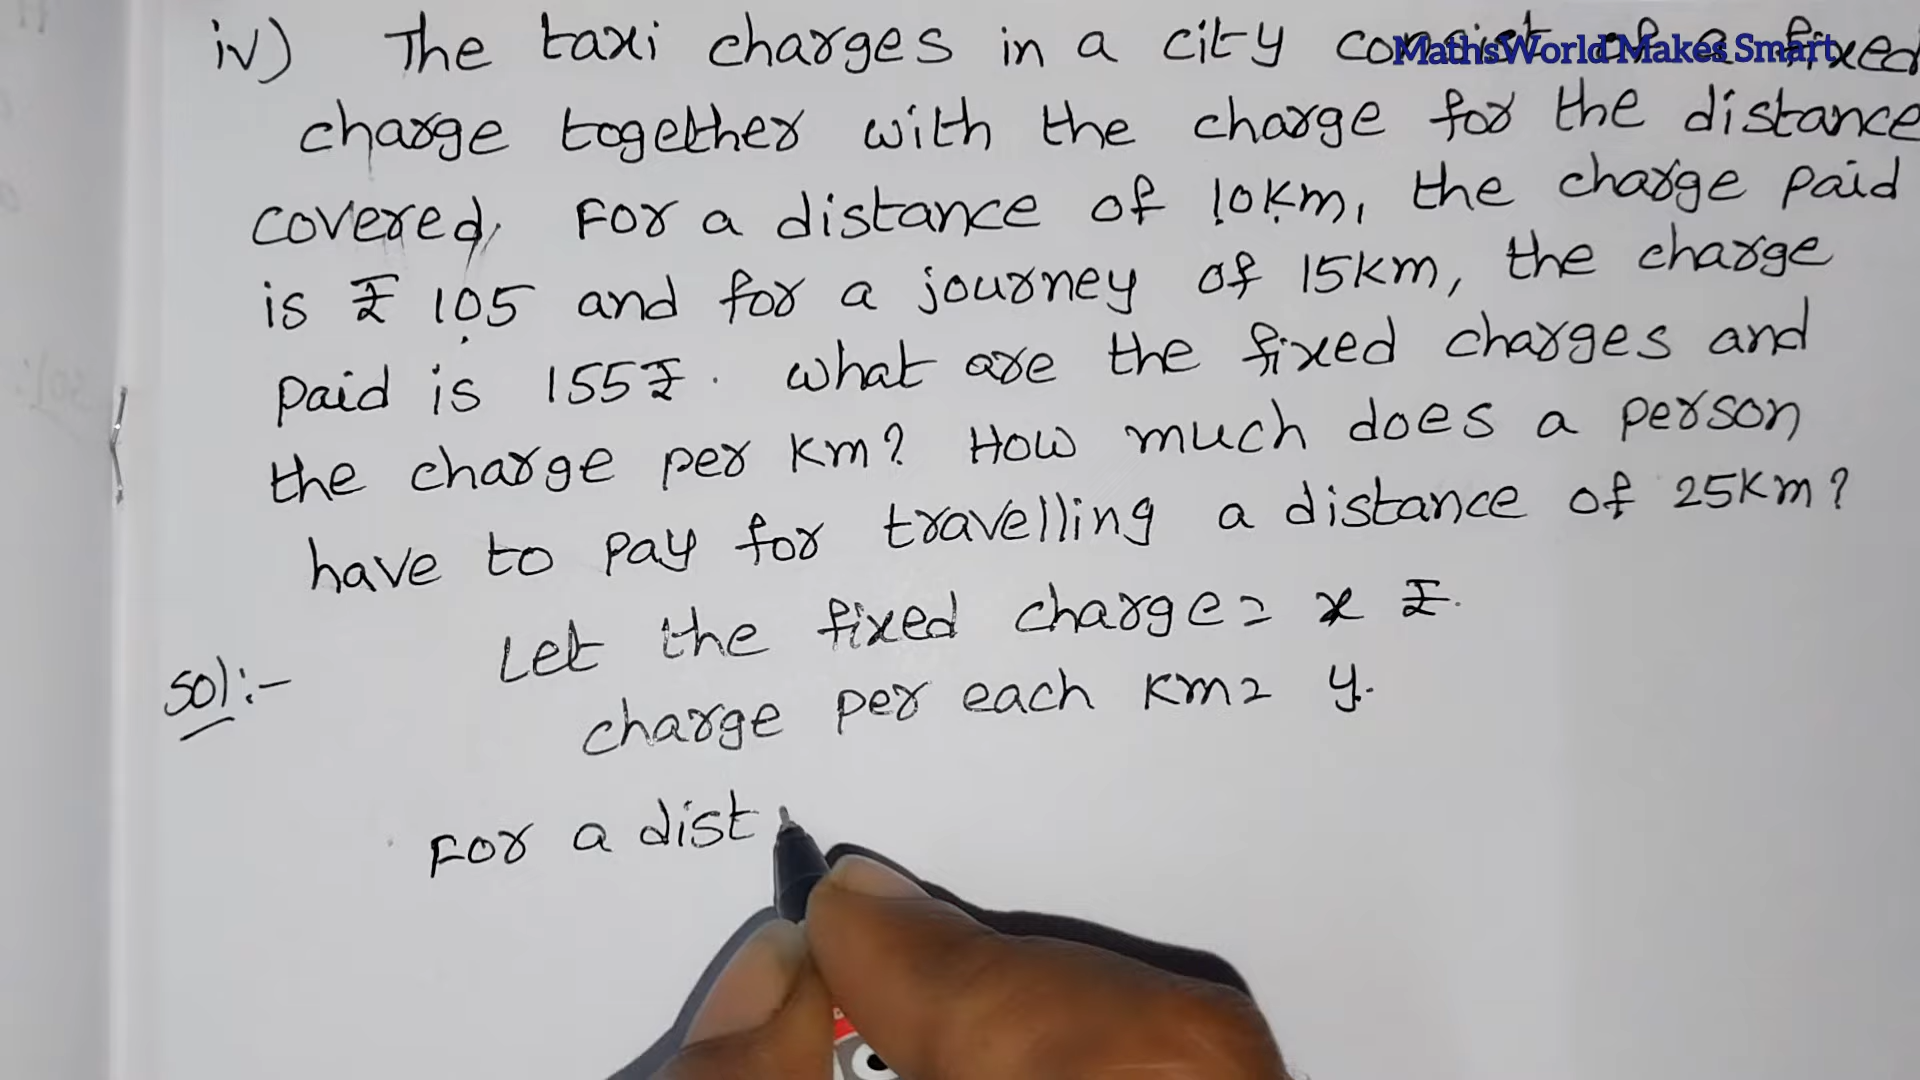 iv) The taxi charges in a city consist of a fixed
MathsWorld Makes Smart
charge together with the charge for the distance
covered. For a distance of 10km, the charge paid
is ₹ 105 and for a journey of 15km, the charge
paid is 155₹. what are the fixed charges and
the charge per km? How much does a person
have to pay for travelling a distance of 25km?
Sol:- Let the fixed charge = x ₹.
charge per each km = y.
For a dist